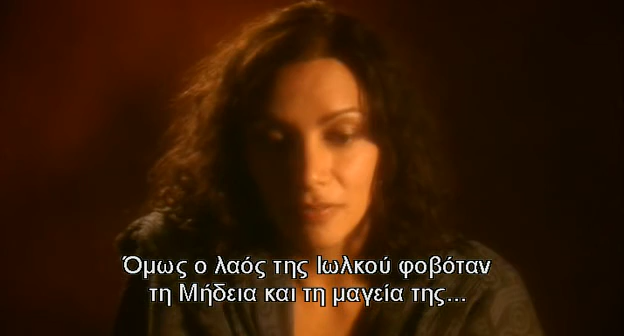 Όμως ο λαός της Ιωλκού φοβόταν
τη Μήδεια και τη μαγεία της...